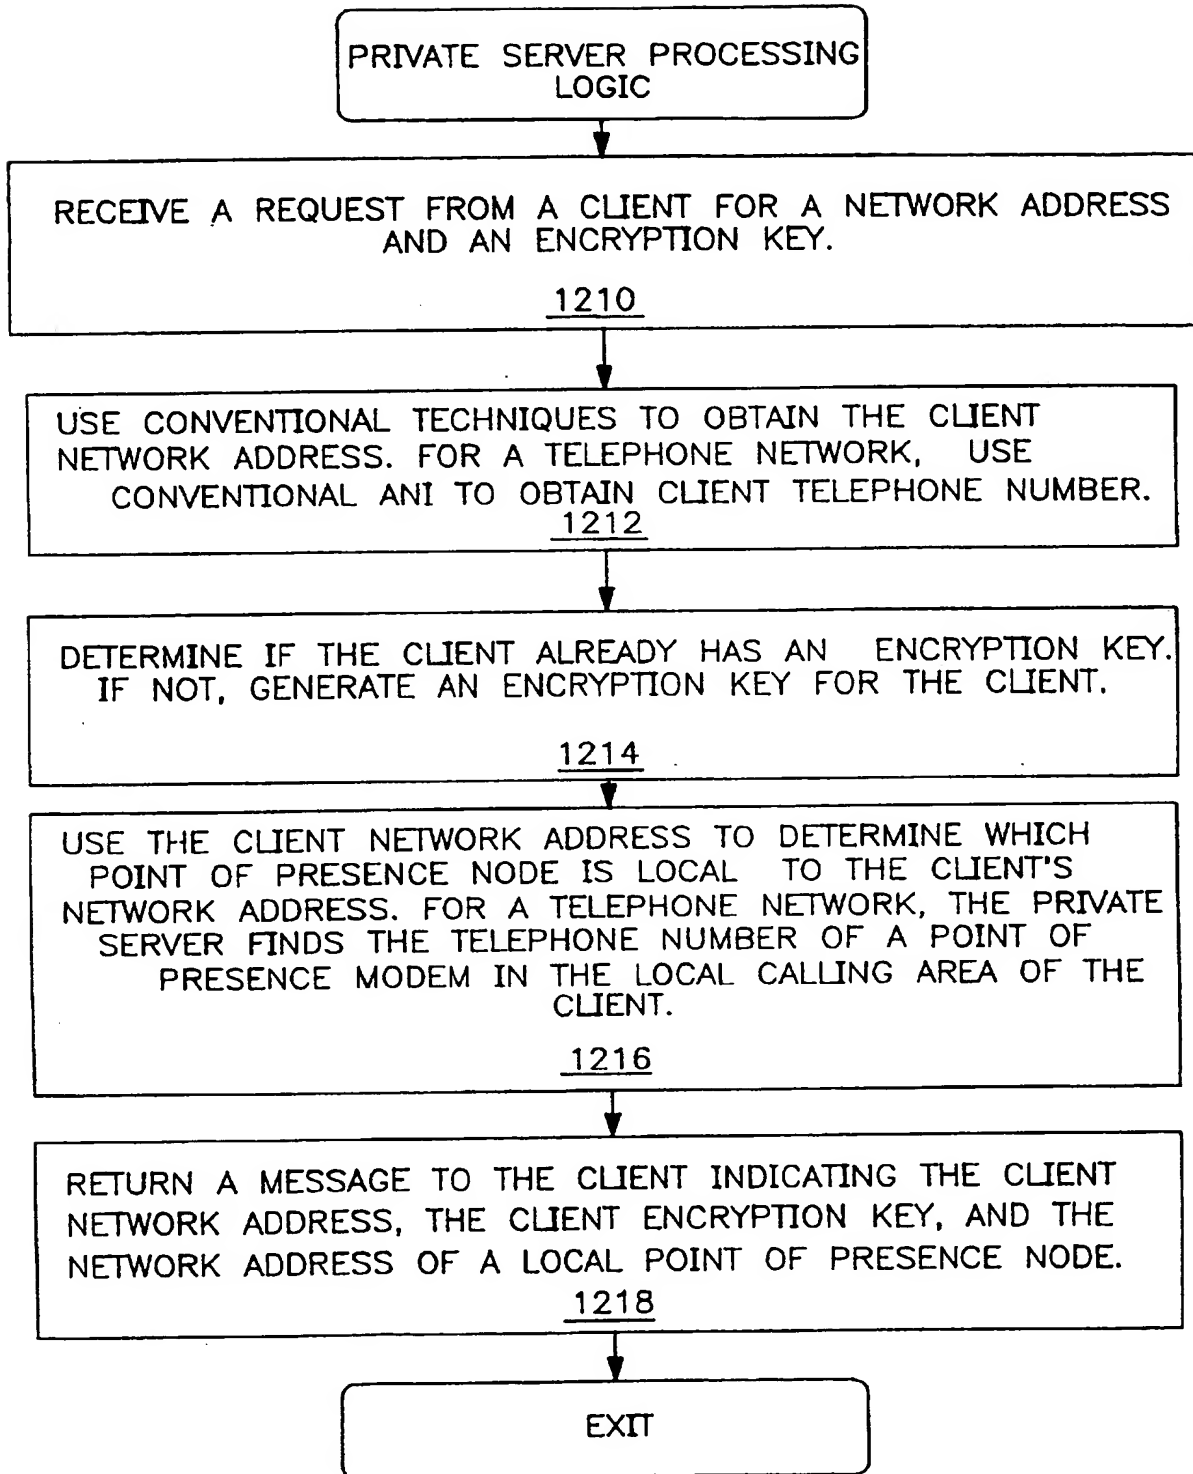 PRIVATE SERVER PROCESSING
LOGIC
RECEIVE A REQUEST FROM A CLIENT FOR A NETWORK ADDRESS
AND AN ENCRYPTION KEY.
1210
USE CONVENTIONAL TECHNIQUES TO OBTAIN THE CLIENT
NETWORK ADDRESS. FOR A TELEPHONE NETWORK, USE
CONVENTIONAL ANI TO OBTAIN CLIENT TELEPHONE NUMBER.
1212
DETERMINE IF THE CLIENT ALREADY HAS AN ENCRYPTION KEY.
IF NOT, GENERATE AN ENCRYPTION KEY FOR THE CLIENT.
1214
USE THE CLIENT NETWORK ADDRESS TO DETERMINE WHICH
POINT OF PRESENCE NODE IS LOCAL TO THE CLIENT'S
NETWORK ADDRESS. FOR A TELEPHONE NETWORK, THE PRIVATE
SERVER FINDS THE TELEPHONE NUMBER OF A POINT OF
PRESENCE MODEM IN THE LOCAL CALLING AREA OF THE
CLIENT.
1216
RETURN A MESSAGE TO THE CLIENT INDICATING THE CLIENT
NETWORK ADDRESS, THE CLIENT ENCRYPTION KEY, AND THE
NETWORK ADDRESS OF A LOCAL POINT OF PRESENCE NODE.
1218
EXIT